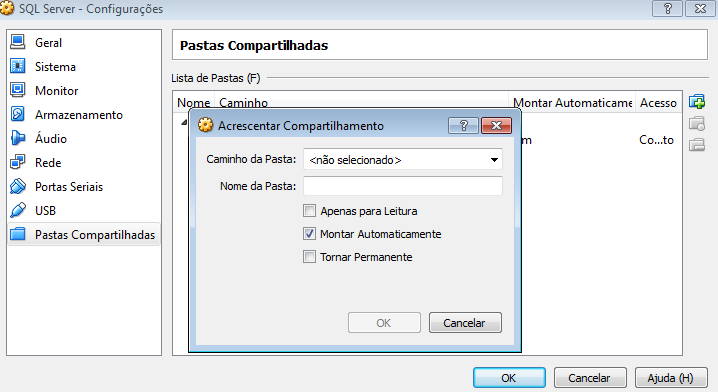 SQL Server - Configurações
Geral
Sistema
Monitor
Armazenamento
Áudio
Rede
Portas Seriais
USB
Pastas Compartilhadas
Pastas Compartilhadas
Lista de Pastas (F)
Nome Caminho Montar Automaticame Acesso
Co...to
Acrescentar Compartilhamento
Caminho da Pasta: <não selecionado>
Nome da Pasta:
Apenas para Leitura
Montar Automaticamente
Tornar Permanente
OK Cancelar
OK Cancelar Ajuda (H)